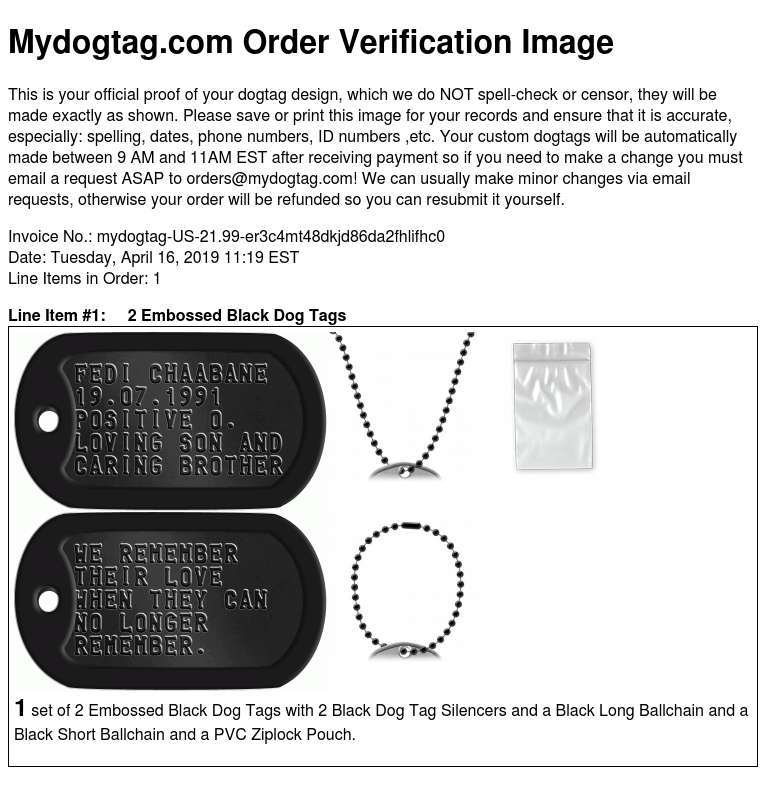 Mydogtag.com Order Verification Image
This is your official proof of your dogtag design, which we do NOT spell-check or censor, they will be
made exactly as shown. Please save or print this image for your records and ensure that it is accurate,
especially: spelling, dates, phone numbers, ID numbers ,etc. Your custom dogtags will be automatically
made between 9 AM and 11AM EST after receiving payment so if you need to make a change you must
email a request ASAP to orders@mydogtag.com! We can usually make minor changes via email
requests, otherwise your order will be refunded so you can resubmit it yourself.
Invoice No.: mydogtag-US-21.99-er3c4mt48dkjd86da2fhlifhc0
Date: Tuesday, April 16, 2019 11:19 EST
Line Items in Order: 1
Line Item #1: 2 Embossed Black Dog Tags
FEDI CHAABANE
19.07.1991
POSITIVE O.
LOVING SON AND
CARING BROTHER
WE REMEMBER
THEIR LOVE
WHEN THEY CAN
NO LONGER
REMEMBER.
1 set of 2 Embossed Black Dog Tags with 2 Black Dog Tag Silencers and a Black Long Ballchain and a
Black Short Ballchain and a PVC Ziplock Pouch.